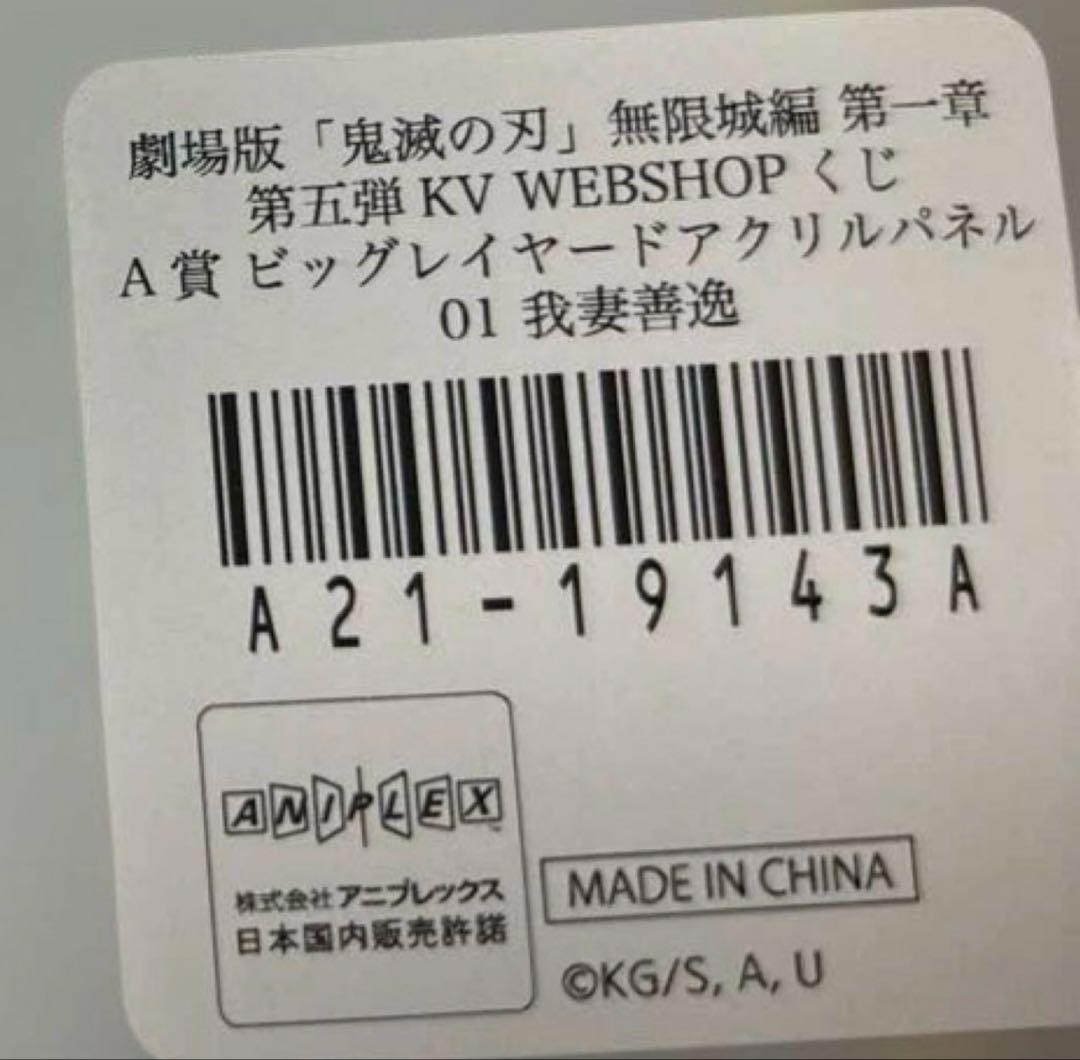 劇場版「鬼滅の刃」無限城編 第一章
第五弾 KV WEBSHOP くじ
A 賞 ビッグレイヤードアクリルパネル
01 我妻善逸
A21-19143A
ANIPLEX
株式会社アニプレックス
日本国内販売許諾
MADE IN CHINA
©KG/S, A, U